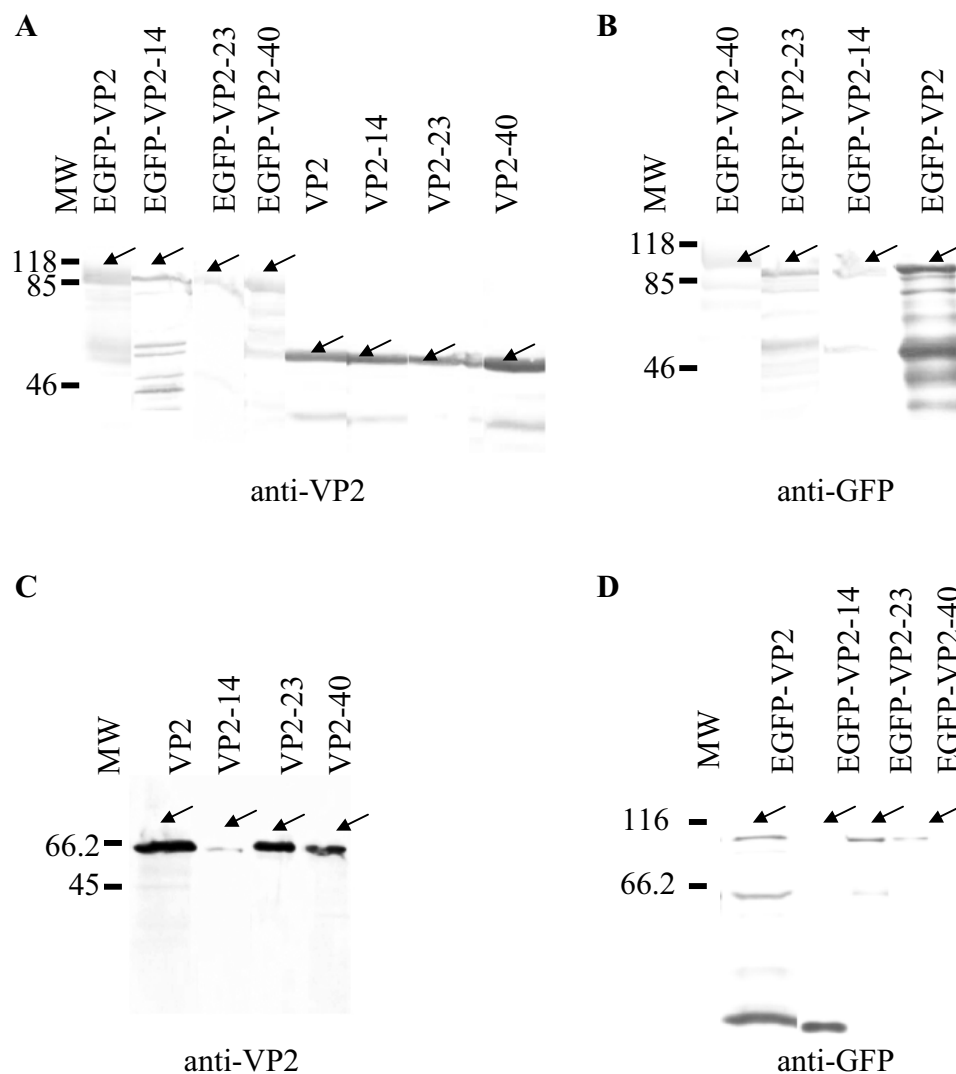 A
MW
EGFP-VP2
EGFP-VP2-14
EGFP-VP2-23
EGFP-VP2-40
VP2
VP2-14
VP2-23
VP2-40
118
85
46
anti-VP2
B
MW
EGFP-VP2-40
EGFP-VP2-23
EGFP-VP2-14
EGFP-VP2
118
85
46
anti-GFP
C
MW
VP2
VP2-14
VP2-23
VP2-40
66.2
45
anti-VP2
D
MW
EGFP-VP2
EGFP-VP2-14
EGFP-VP2-23
EGFP-VP2-40
116
66.2
anti-GFP